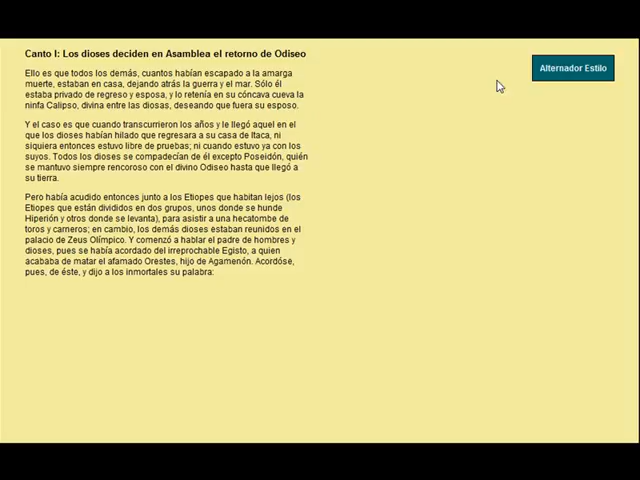 Canto I: Los dioses deciden en Asamblea el retorno de Odiseo
Alternador Estilo
Ello es que todos los demás, cuantos habían escapado a la amarga
muerte, estaban en casa, dejando atrás la guerra y el mar. Sólo él
estaba privado de regreso y esposa, y lo retenía en su cóncava cueva la
ninfa Calipso, divina entre las diosas, deseando que fuera su esposo.
Y el caso es que cuando transcurrieron los años y le llegó aquel en el
que los dioses habían hilado que regresara a su casa de Itaca, ni
siquiera entonces estuvo libre de pruebas; ni cuando estuvo ya con los
suyos. Todos los dioses se compadecían de él excepto Poseidón, quién
se mantuvo siempre rencoroso con el divino Odiseo hasta que llegó a
su tierra.
Pero había acudido entonces junto a los Etiopes que habitan lejos (los
Etiopes que están divididos en dos grupos, unos donde se hunde
Hiperión y otros donde se levanta), para asistir a una hecatombe de
toros y carneros; en cambio, los demás dioses estaban reunidos en el
palacio de Zeus Olímpico. Y comenzó a hablar el padre de hombres y
dioses, pues se había acordado del irreprochable Egisto, a quien
acababa de matar el afamado Orestes, hijo de Agamenón. Acordóse,
pues, de éste, y dijo a los inmortales su palabra: